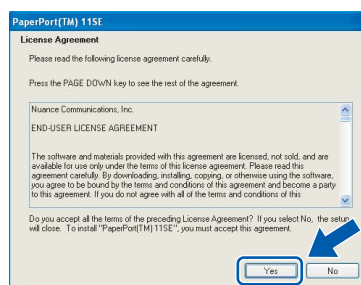 PaperPort(TM) 11SE
License Agreement
Please read the following license agreement carefully.
Press the PAGE DOWN key to see the rest of the agreement.
Nuance Communications, Inc.
END-USER LICENSE AGREEMENT
The software and materials provided with this agreement are licensed, not sold, and are
available for use only under the terms of this license agreement. Please read this
agreement carefully. By downloading, installing, copying, or otherwise using the software,
you agree to be bound by the terms and conditions of this agreement and become a party
to this agreement. If you do not agree with all of the terms and conditions of this
Do you accept all the terms of the preceding License Agreement? If you select No, the setup
will close. To install "PaperPort(TM) 11SE", you must accept this agreement.
Yes
No